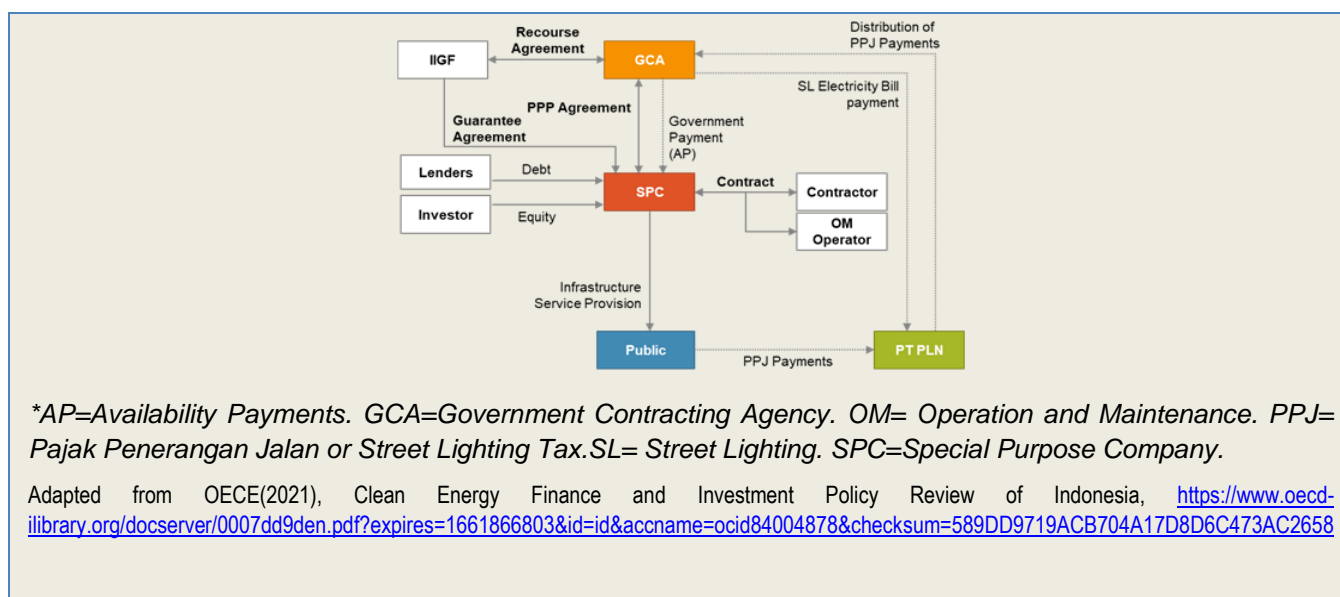 Recourse
Agreement
Distribution of
PPJ Payments
IIGF
GCA
SL Electricity Bill
payment
PPP Agreement
Guarantee
Agreement
Government
Payment
(AP)
Lenders
Debt
SPC
Contract
Contractor
Investor
Equity
OM
Operator
Infrastructure
Service Provision
Public
PPJ Payments
PT PLN
*AP=Availability Payments. GCA=Government Contracting Agency. OM= Operation and Maintenance. PPJ=
Pajak Penerangan Jalan or Street Lighting Tax.SL= Street Lighting. SPC=Special Purpose Company.
Adapted from OECE(2021), Clean Energy Finance and Investment Policy Review of Indonesia, https://www.oecd-
ilibrary.org/docserver/0007dd9den.pdf?expires=1661866803&id=id&accname=ocid84004878&checksum=589DD9719ACB704A17D8D6C473AC2658